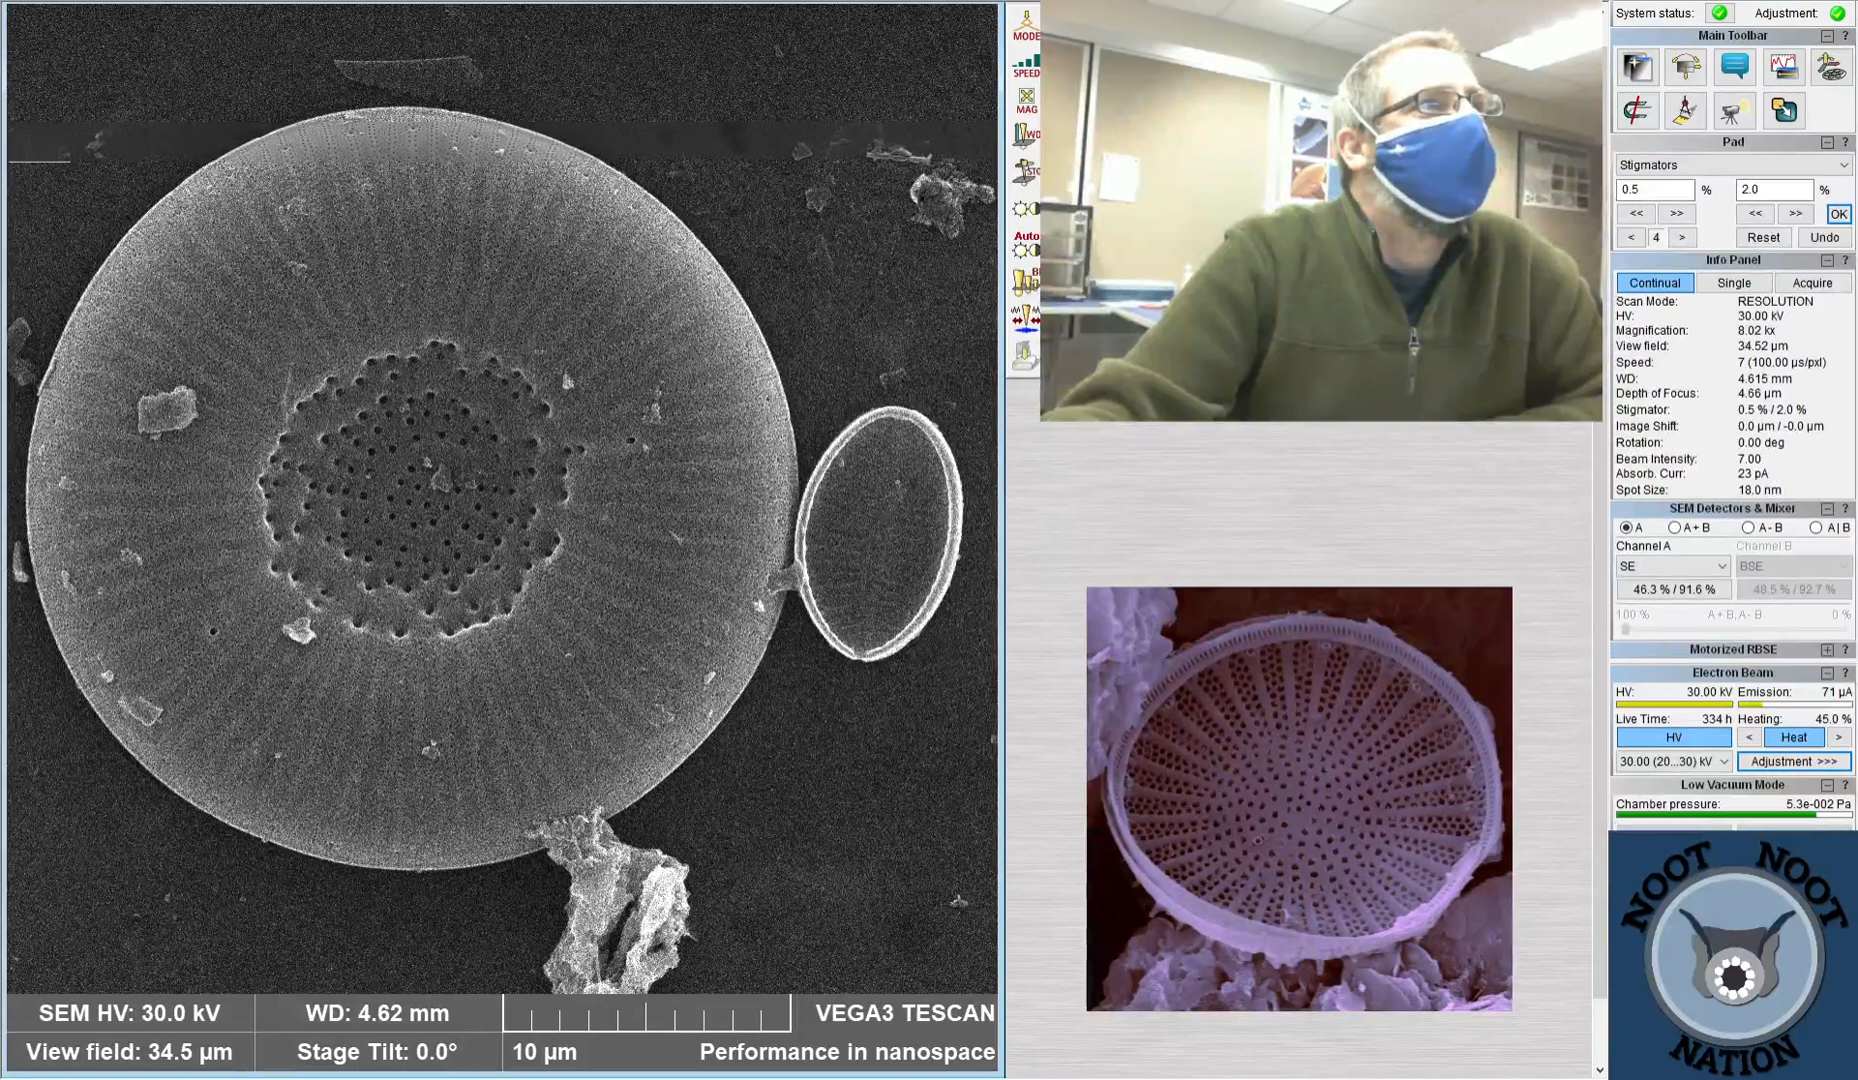 MODE
SPEED
MAG
WD
Auto
System status:
Adjustment:
Main Toolbar
?
Pad
?
Stigmators
0.5 % 2.0 %
<< >> << >> OK
< 4 > Reset Undo
Info Panel
?
Continual Single Acquire
Scan Mode: RESOLUTION
HV: 30.00 kV
Magnification: 8.02 kx
View field: 34.52 µm
Speed: 7 (100.00 µs/pxl)
WD: 4.615 mm
Depth of Focus: 4.66 µm
Stigmator: 0.5 % / 2.0 %
Image Shift: 0.0 µm / -0.0 µm
Rotation: 0.00 deg
Beam Intensity: 7.00
Absorb. Curr: 23 pA
Spot Size: 18.0 nm
SEM Detectors & Mixer
?
A A + B A - B A | B
Channel A Channel B
SE BSE
46.3 % / 91.6 % 48.5 % / 92.7 %
100 % A + B, A - B 0 %
Motorized RBSE
?
Electron Beam
?
HV: 30.00 kV Emission: 71 µA
Live Time: 334 h Heating: 45.0 %
HV < Heat >
30.00 (20...30) kV Adjustment >>>
Low Vacuum Mode
?
Chamber pressure: 5.3e-002 Pa
NOOT NOOT
NATION
SEM HV: 30.0 kV WD: 4.62 mm VEGA3 TESCAN
View field: 34.5 µm Stage Tilt: 0.0° 10 µm Performance in nanospace